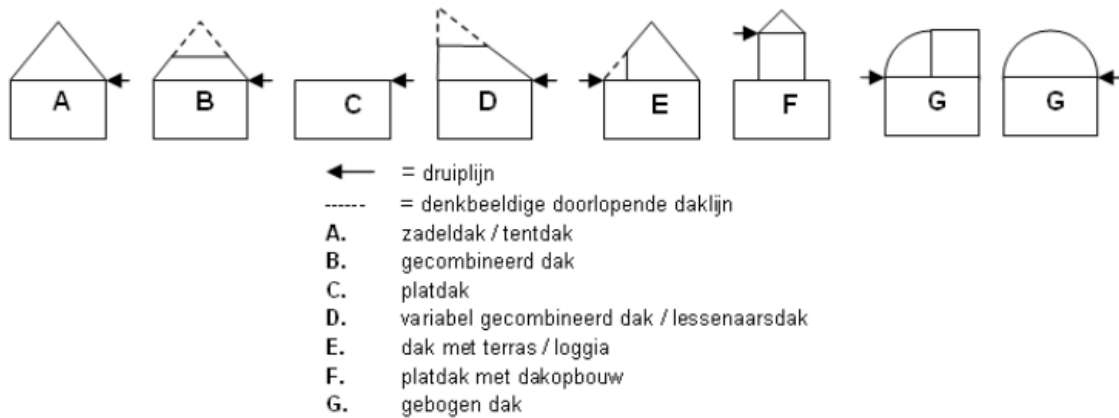 A B C D E F G G
= druiplijn
------ = denkbeeldige doorlopende daklijn
A. zadeldak / tentdak
B. gecombineerd dak
C. platdak
D. variabel gecombineerd dak / lessenaarsdak
E. dak met terras / loggia
F. platdak met dakopbouw
G. gebogen dak